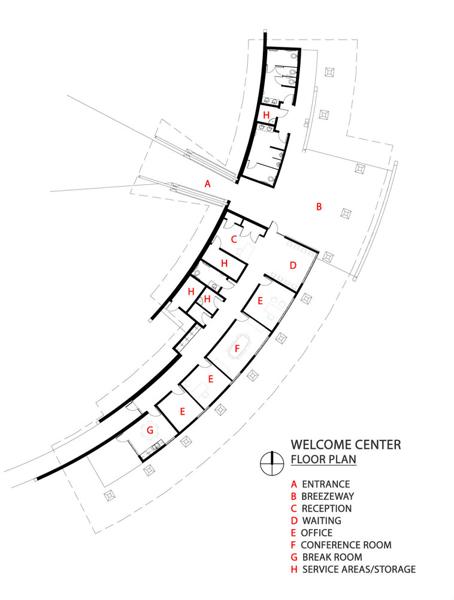 H
A
B
C
D
H
H
H
E
F
E
E
G
WELCOME CENTER
FLOOR PLAN
A ENTRANCE
B BREEZEWAY
C RECEPTION
D WAITING
E OFFICE
F CONFERENCE ROOM
G BREAK ROOM
H SERVICE AREAS/STORAGE